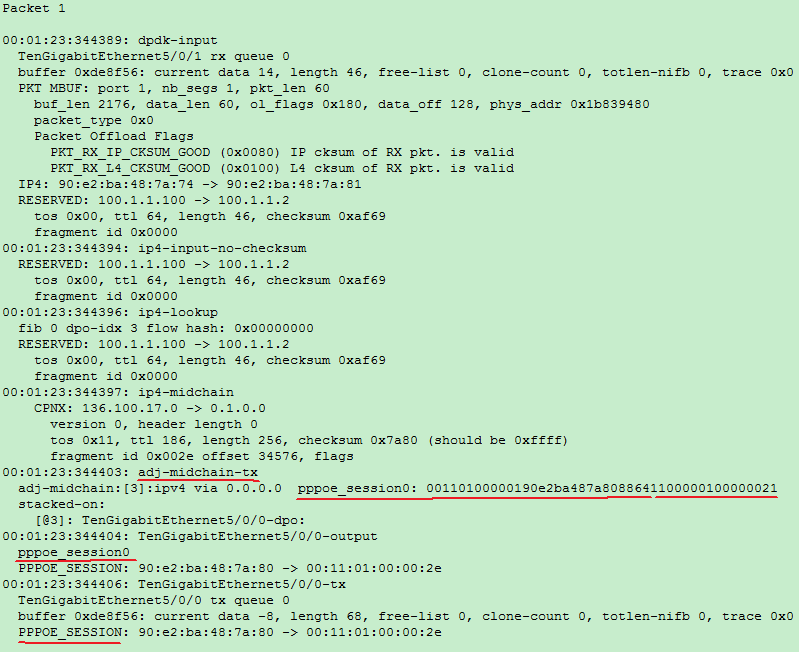 Packet 1
00:01:23:344389: dpdk-input
TenGigabitEthernet5/0/1 rx queue 0
buffer 0xde8f56: current data 14, length 46, free-list 0, clone-count 0, totlen-nifb 0, trace 0x0
PKT MBUF: port 1, nb_segs 1, pkt_len 60
buf_len 2176, data_len 60, ol_flags 0x180, data_off 128, phys_addr 0x1b839480
packet_type 0x0
Packet Offload Flags
PKT_RX_IP_CKSUM_GOOD (0x0080) IP cksum of RX pkt. is valid
PKT_RX_L4_CKSUM_GOOD (0x0100) L4 cksum of RX pkt. is valid
IP4: 90:e2:ba:48:7a:74 -> 90:e2:ba:48:7a:81
RESERVED: 100.1.1.100 -> 100.1.1.2
tos 0x00, ttl 64, length 46, checksum 0xaf69
fragment id 0x0000
00:01:23:344394: ip4-input-no-checksum
RESERVED: 100.1.1.100 -> 100.1.1.2
tos 0x00, ttl 64, length 46, checksum 0xaf69
fragment id 0x0000
00:01:23:344396: ip4-lookup
fib 0 dpo-idx 3 flow hash: 0x00000000
RESERVED: 100.1.1.100 -> 100.1.1.2
tos 0x00, ttl 64, length 46, checksum 0xaf69
fragment id 0x0000
00:01:23:344397: ip4-midchain
CPNX: 136.100.17.0 -> 0.1.0.0
version 0, header length 0
tos 0x11, ttl 186, length 256, checksum 0x7a80 (should be 0xffff)
fragment id 0x002e offset 34576, flags
00:01:23:344403: adj-midchain-tx
adj-midchain:[3]:ipv4 via 0.0.0.0  pppoe_session0: 00110100000190e2ba487a8088641100000100000021
stacked-on:
[@3]: TenGigabitEthernet5/0/0-dpo:
00:01:23:344404: TenGigabitEthernet5/0/0-output
pppoe_session0
PPPOE_SESSION: 90:e2:ba:48:7a:80 -> 00:11:01:00:00:2e
00:01:23:344406: TenGigabitEthernet5/0/0-tx
TenGigabitEthernet5/0/0 tx queue 0
buffer 0xde8f56: current data -8, length 68, free-list 0, clone-count 0, totlen-nifb 0, trace 0x0
PPPOE_SESSION: 90:e2:ba:48:7a:80 -> 00:11:01:00:00:2e